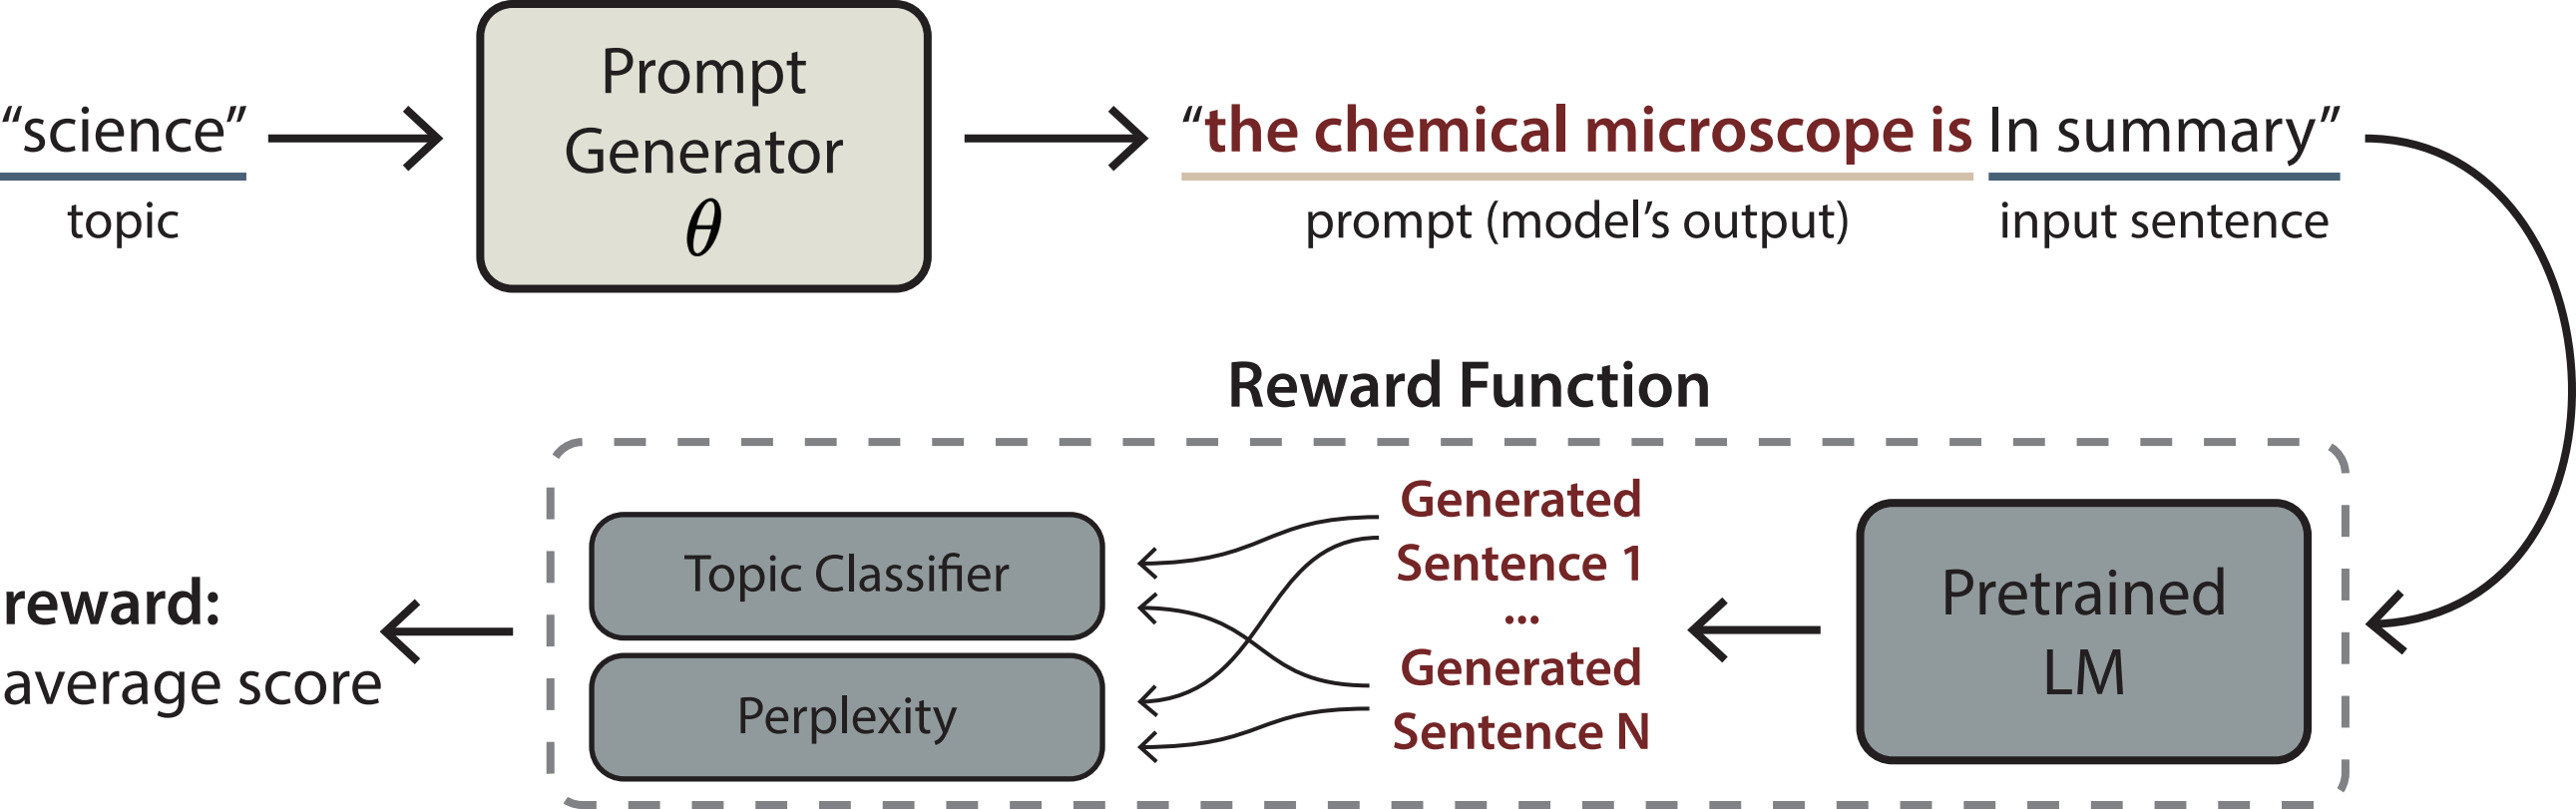 “science”
topic
Prompt
Generator
θ
“the chemical microscope is In summary”
prompt (model’s output)
input sentence
Reward Function
Generated
Sentence 1
...
Generated
Sentence N
Topic Classifier
Perplexity
Pretrained
LM
reward:
average score